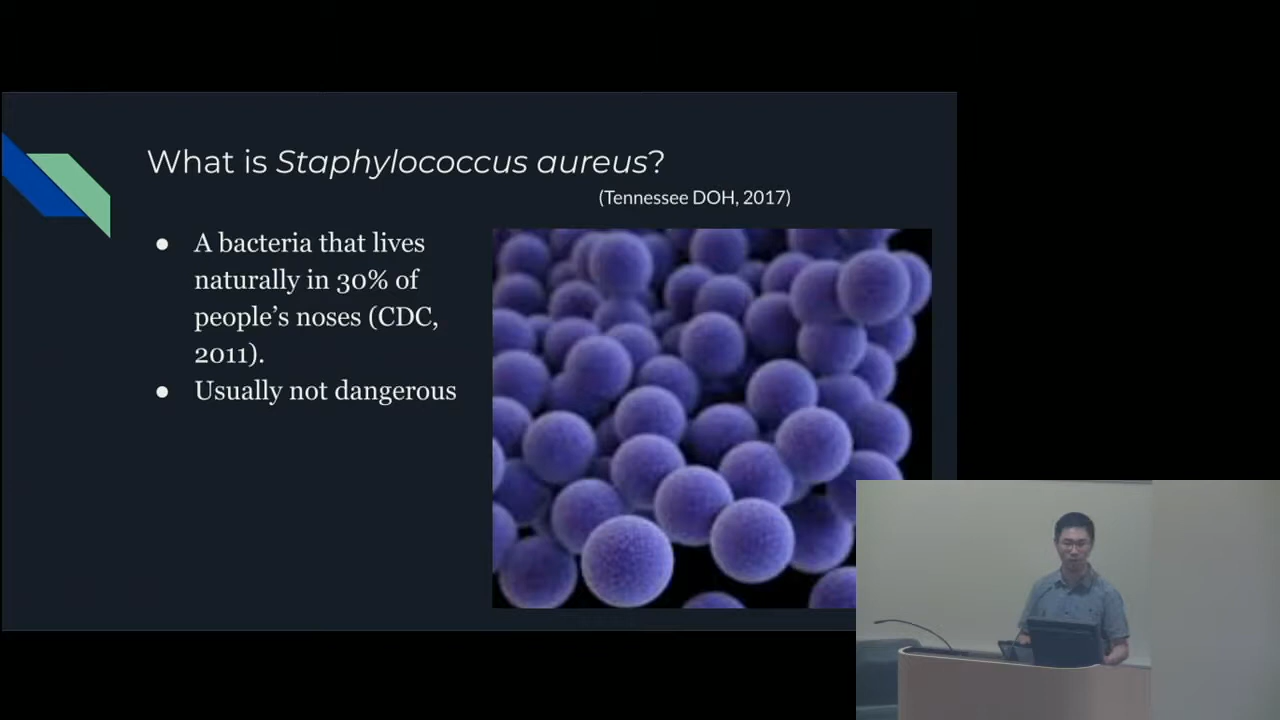 What is Staphylococcus aureus?
(Tennessee DOH, 2017)
● A bacteria that lives
naturally in 30% of
people’s noses (CDC,
2011).
● Usually not dangerous